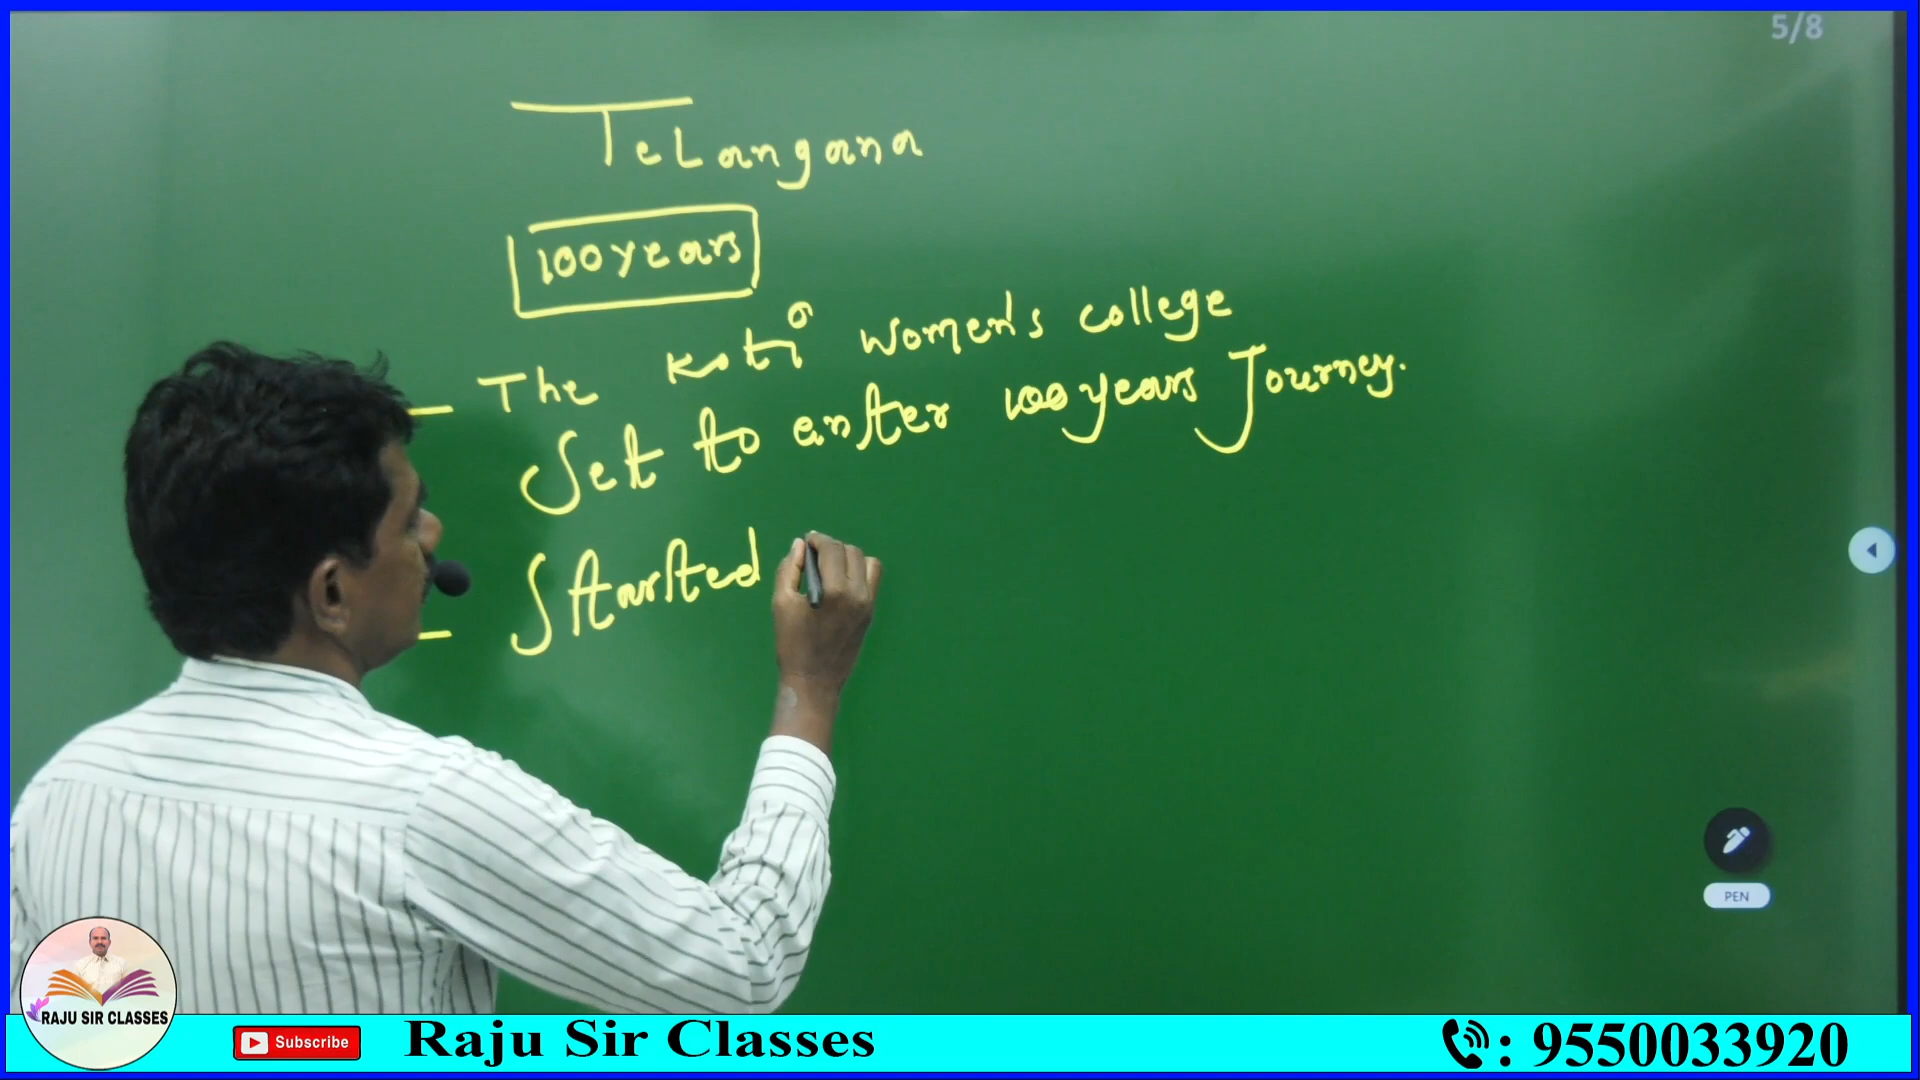 5/8
TeLangana
100 years
– The koti women's college
Set to enter 100 years Journey.
– Started
PEN
RAJU SIR CLASSES
Subscribe
Raju Sir Classes
: 9550033920